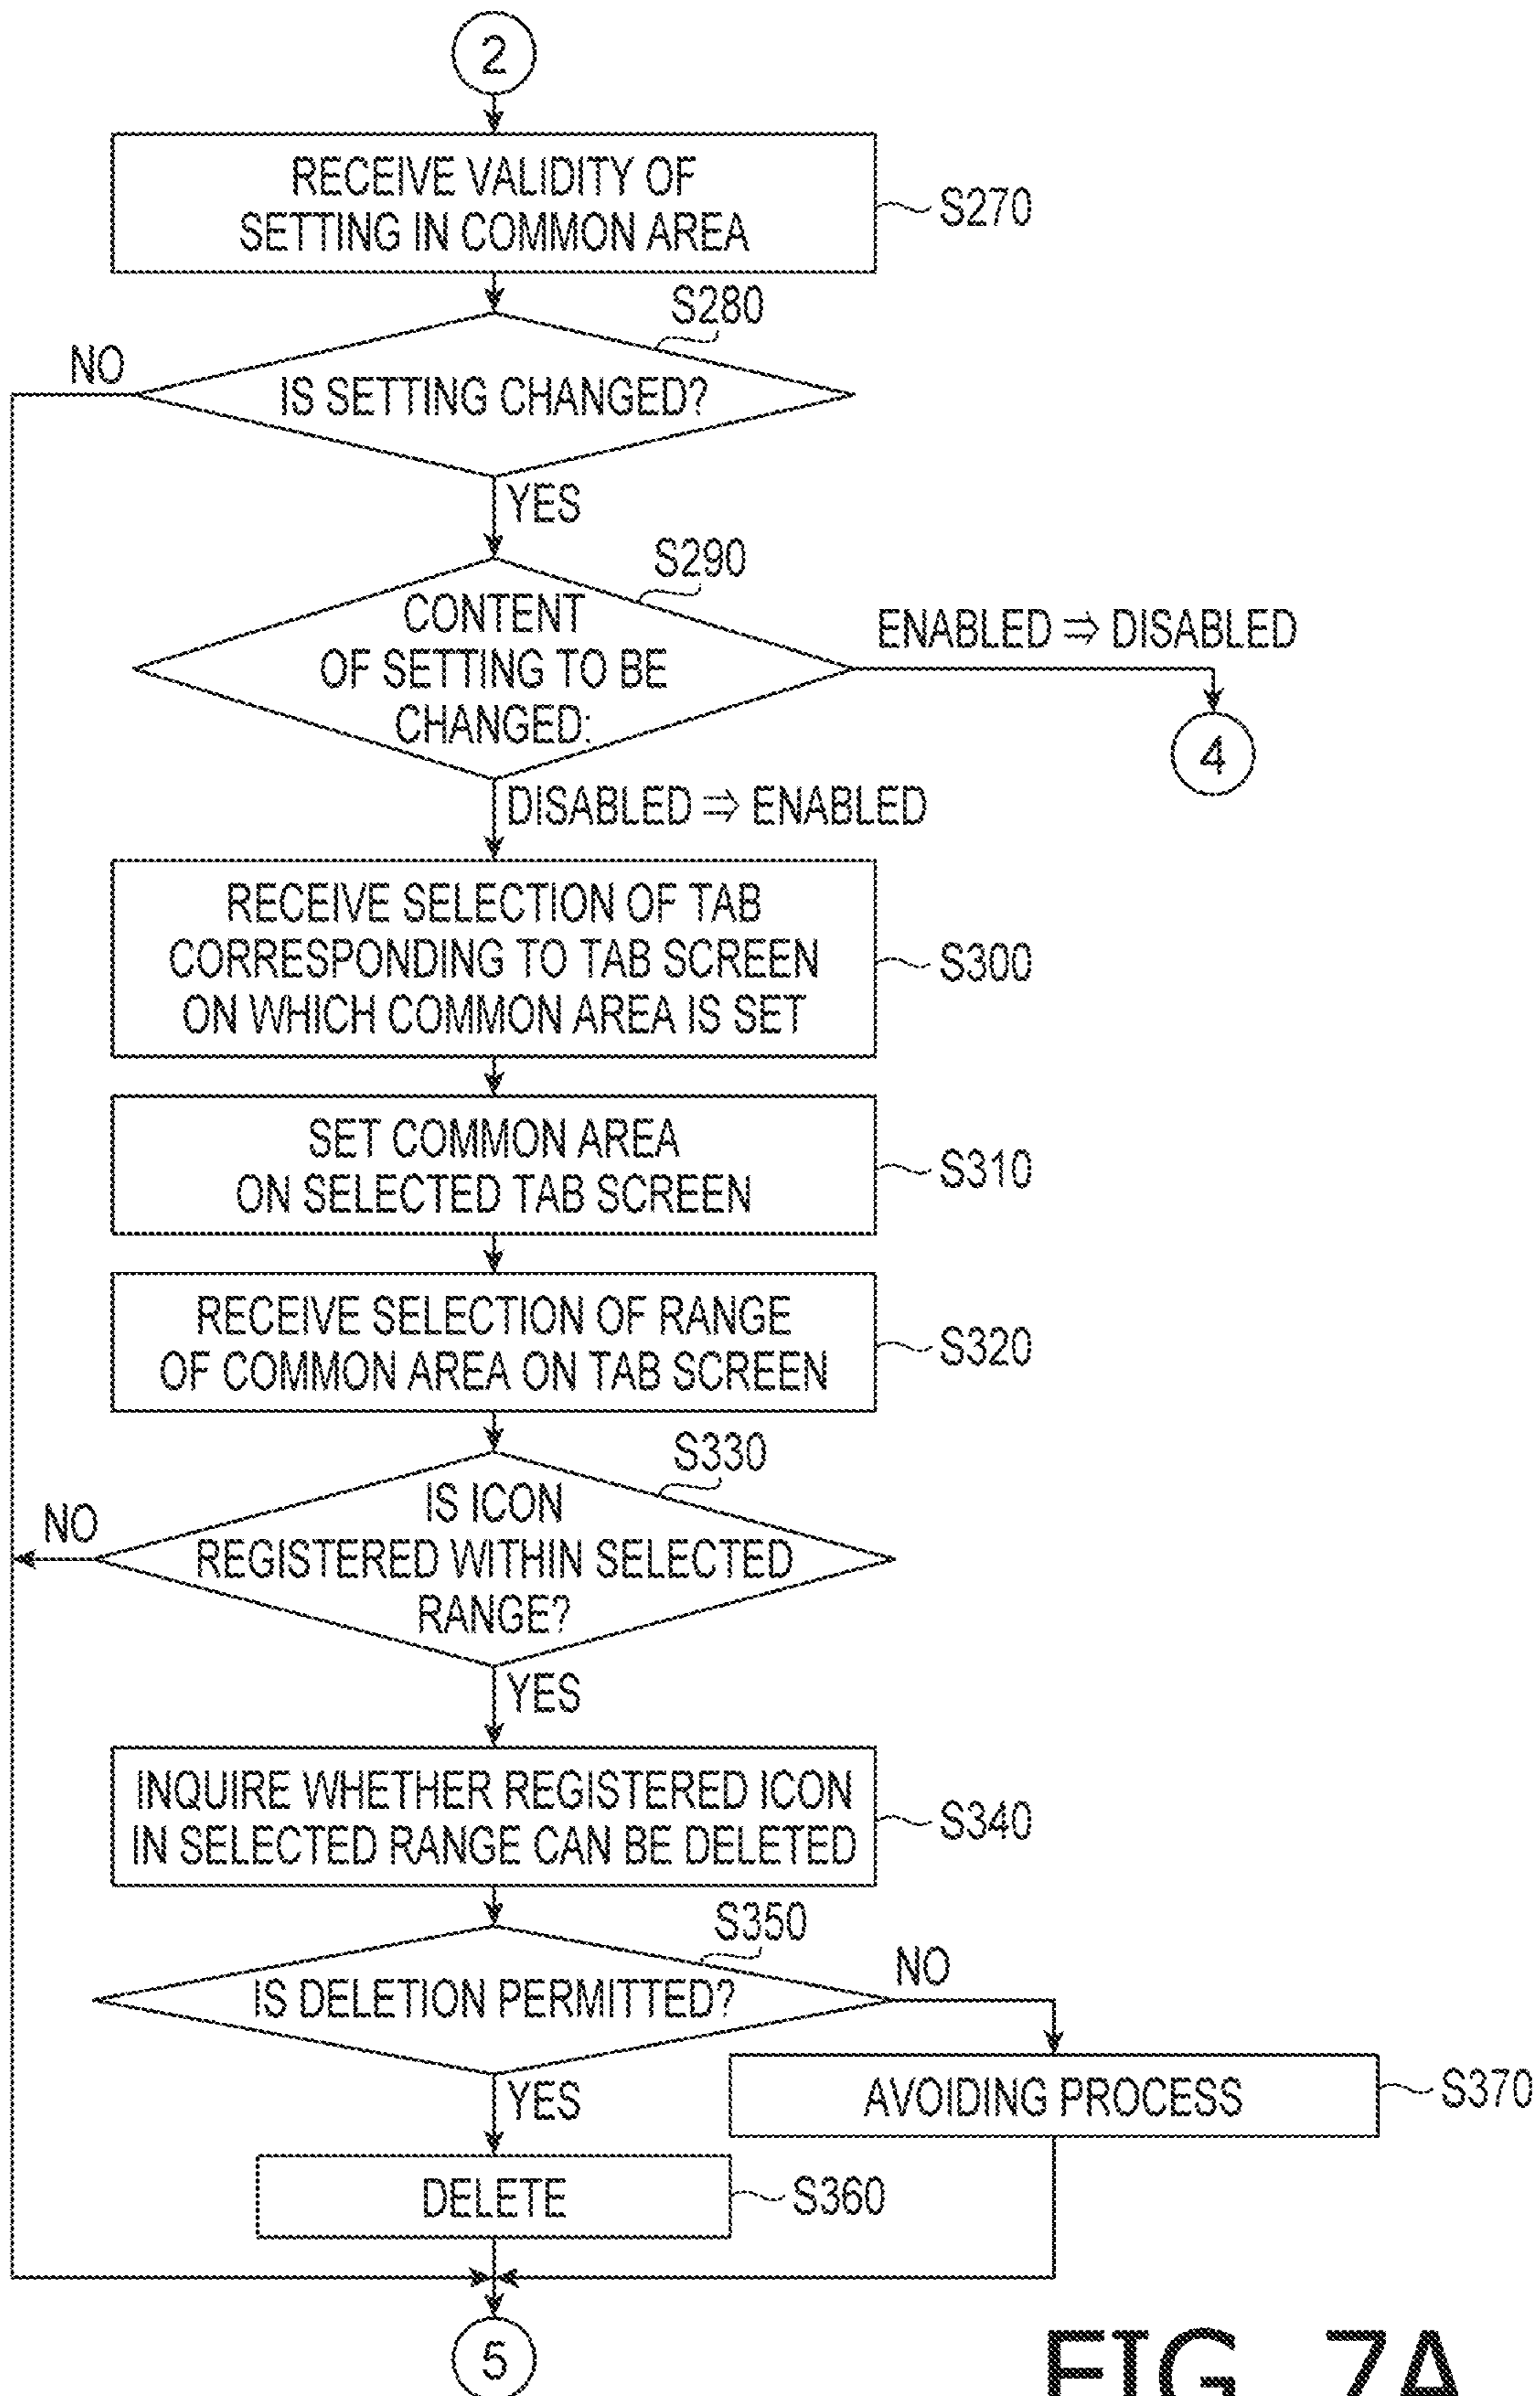 2
RECEIVE VALIDITY OF
SETTING IN COMMON AREA
S270
S280
NO
IS SETTING CHANGED?
YES
S290
CONTENT
OF SETTING TO BE
CHANGED:
ENABLED ⇒ DISABLED
4
DISABLED ⇒ ENABLED
RECEIVE SELECTION OF TAB
CORRESPONDING TO TAB SCREEN
ON WHICH COMMON AREA IS SET
S300
SET COMMON AREA
ON SELECTED TAB SCREEN
S310
RECEIVE SELECTION OF RANGE
OF COMMON AREA ON TAB SCREEN
S320
S330
NO
IS ICON
REGISTERED WITHIN SELECTED
RANGE?
YES
INQUIRE WHETHER REGISTERED ICON
IN SELECTED RANGE CAN BE DELETED
S340
S350
NO
IS DELETION PERMITTED?
YES
AVOIDING PROCESS
S370
DELETE
S360
5
FIG. 7A